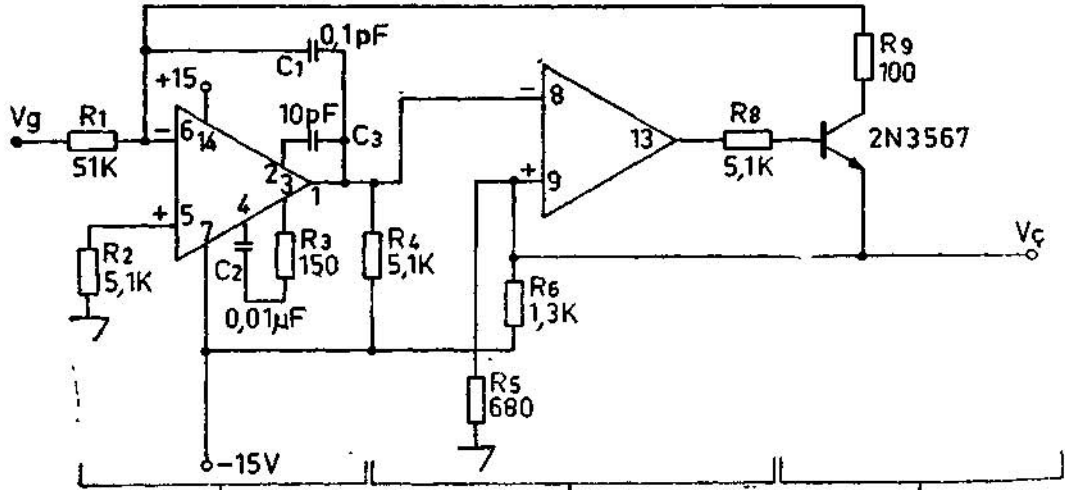 Vg
R1
51K
+15
- 6
14
+ 5
7
R2
5,1K
C1
0,1pF
10pF
C3
2
3
1
4
C2
0,01µF
R3
150
R4
5,1K
-15V
- 8
+ 9
13
R5
680
R6
1,3K
R8
5,1K
R9
100
2N3567
Vç